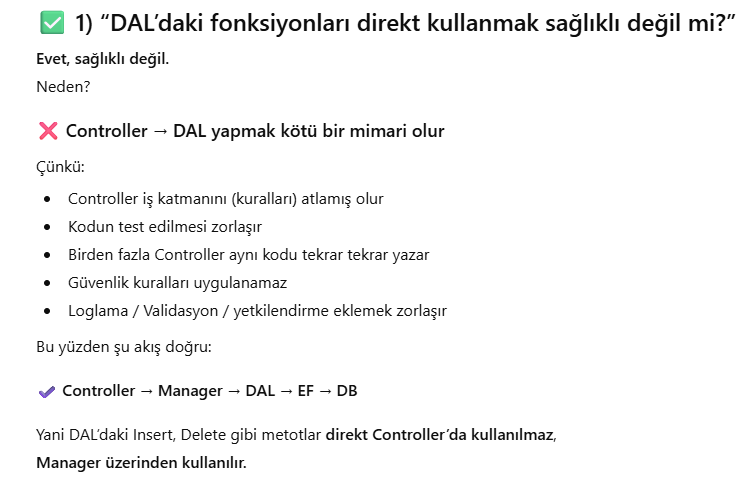 ✅ 1) “DAL’daki fonksiyonları direkt kullanmak sağlıklı değil mi?”
Evet, sağlıklı değil.
Neden?
❌ Controller → DAL yapmak kötü bir mimari olur
Çünkü:
• Controller iş katmanını (kuralları) atlamış olur
• Kodun test edilmesi zorlaşır
• Birden fazla Controller aynı kodu tekrar tekrar yazar
• Güvenlik kuralları uygulanamaz
• Loglama / Validasyon / yetkilendirme eklemek zorlaşır
Bu yüzden şu akış doğru:
✔ Controller → Manager → DAL → EF → DB
Yani DAL’daki Insert, Delete gibi metotlar direkt Controller’da kullanılmaz,
Manager üzerinden kullanılır.